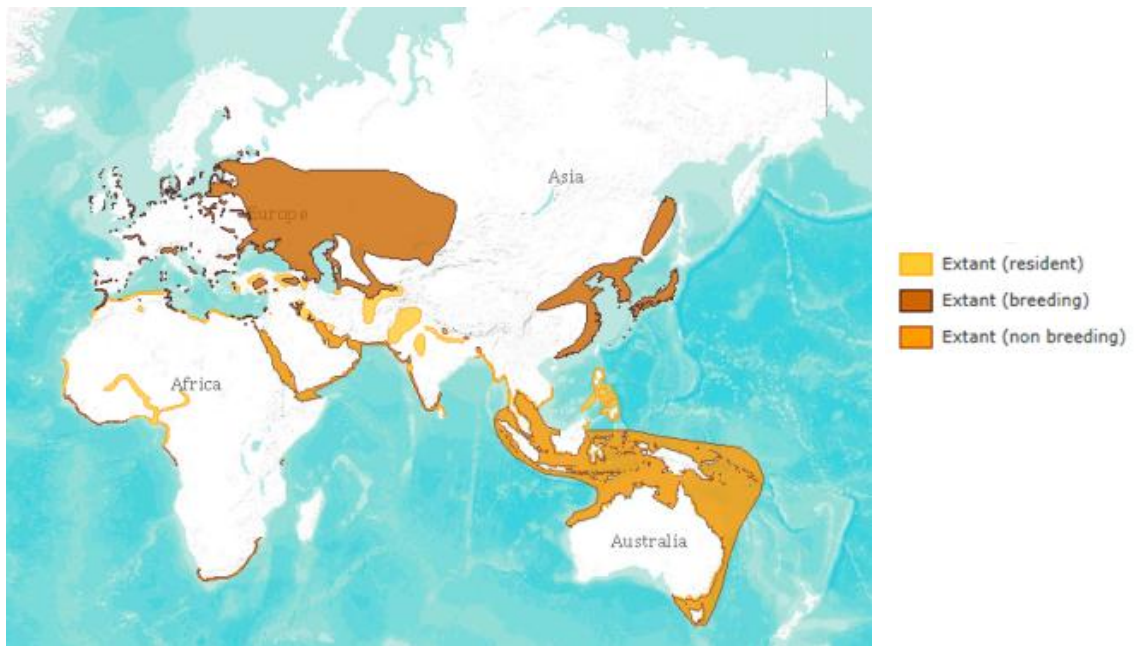 Asia
Europe
Africa
Australia
Extant (resident)
Extant (breeding)
Extant (non breeding)